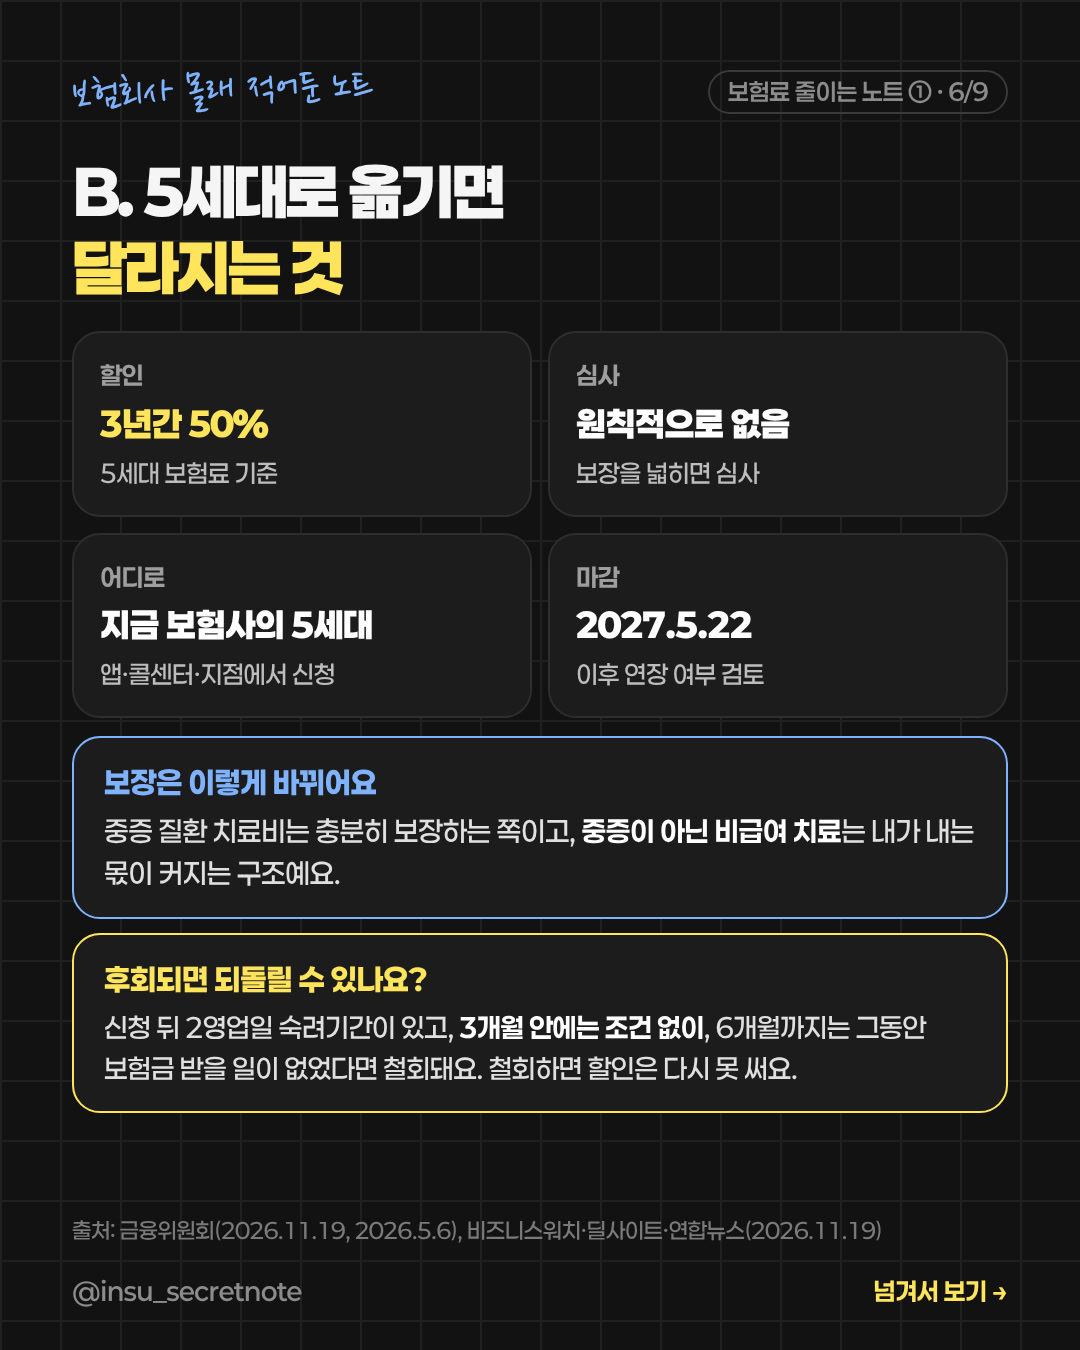 보험회사 몰래 적어둔 노트
보험료 줄이는 노트 ① · 6/9
B. 5세대로 옮기면
달라지는 것
할인
3년간 50%
5세대 보험료 기준
심사
원칙적으로 없음
보장을 넓히면 심사
어디로
지금 보험사의 5세대
앱·콜센터·지점에서 신청
마감
2027.5.22
이후 연장 여부 검토
보장은 이렇게 바뀌어요
중증 질환 치료비는 충분히 보장하는 쪽이고, 중증이 아닌 비급여 치료는 내가 내는
몫이 커지는 구조예요.
후회되면 되돌릴 수 있나요?
신청 뒤 2영업일 숙려기간이 있고, 3개월 안에는 조건 없이, 6개월까지는 그동안
보험금 받을 일이 없었다면 철회돼요. 철회하면 할인은 다시 못 써요.
출처: 금융위원회(2026.11.19, 2026.5.6), 비즈니스워치·딜사이트·연합뉴스(2026.11.19)
@insu_secretnote
넘겨서 보기 →